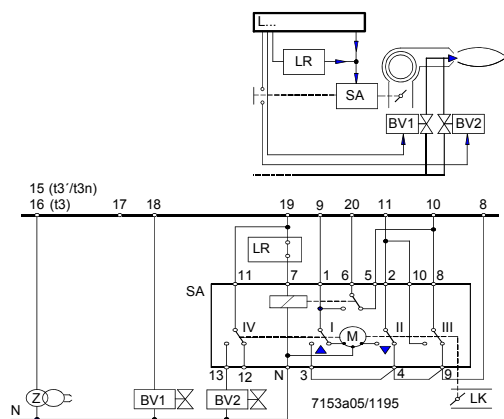 L...
LR
SA
BV1 BV2
15 (t3´/t3n)
16 (t3) 17 18 19 9 20 11 10 8
LR
11 7 1 6 5 2 10 8
SA
IV I M II III
13 12 N 3 4 9
Z BV1 BV2 7153a05/1195 LK
N